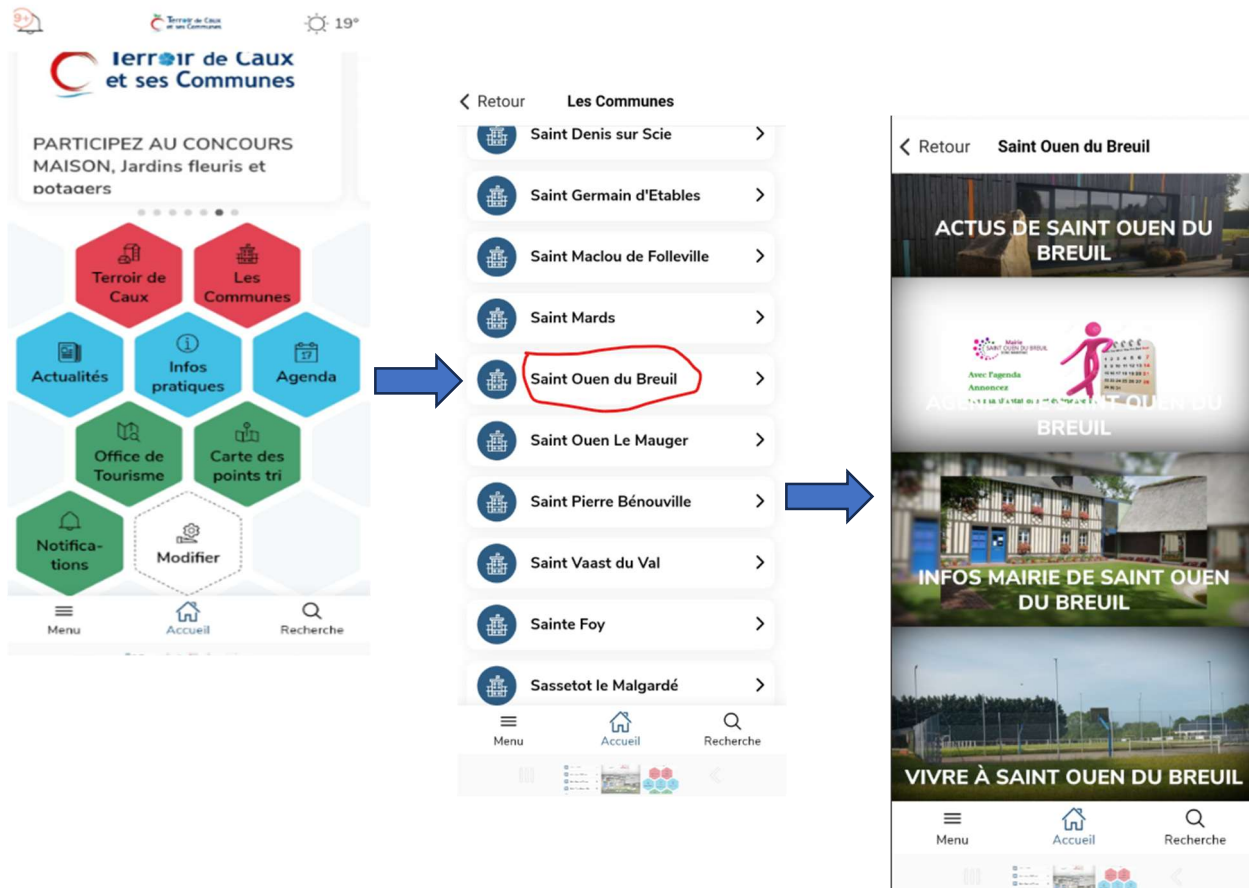 9+
Terroir de Caux
et ses Communes
19°
Terroir de Caux
et ses Communes
PARTICIPEZ AU CONCOURS
MAISON, Jardins fleuris et
potagers
Terroir de
Caux
Les
Communes
Actualités
Infos
pratiques
17
Agenda
Office de
Tourisme
Carte des
points tri
Notifica-
tions
Modifier
Menu
Accueil
Recherche
Retour
Les Communes
Saint Denis sur Scie
Saint Germain d'Etables
Saint Maclou de Folleville
Saint Mards
Saint Ouen du Breuil
Saint Ouen Le Mauger
Saint Pierre Bénouville
Saint Vaast du Val
Sainte Foy
Sassetot le Malgardé
Menu
Accueil
Recherche
Retour
Saint Ouen du Breuil
ACTUS DE SAINT OUEN DU
BREUIL
Mairie
SAINT OUEN DU BREUIL
Avec l'agenda
Annoncez
SAINT OUEN DU
BREUIL
INFOS MAIRIE DE SAINT OUEN
DU BREUIL
VIVRE À SAINT OUEN DU BREUIL
Menu
Accueil
Recherche